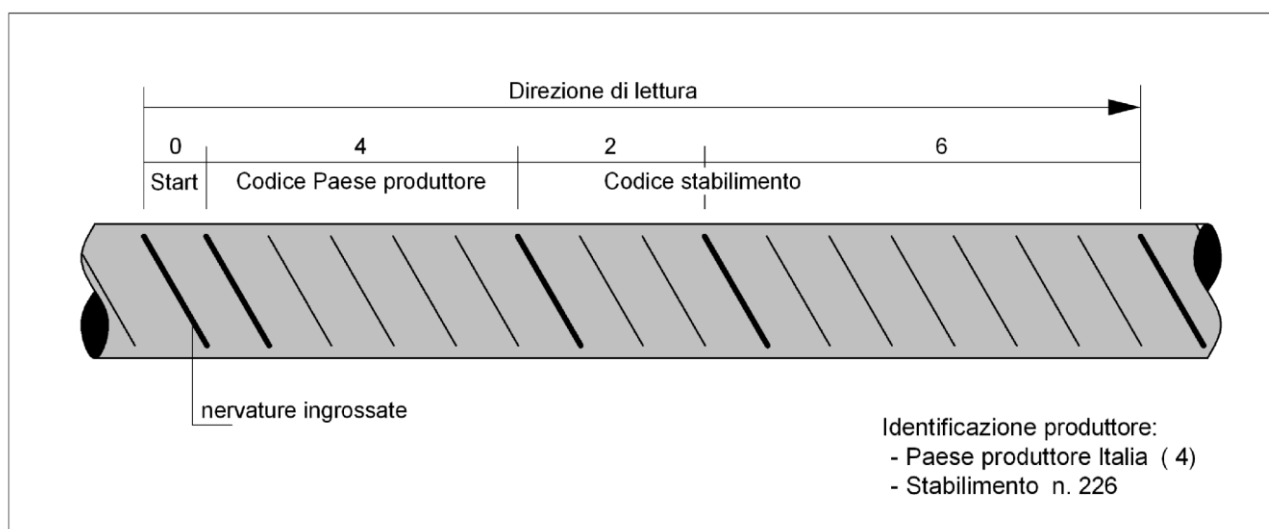 Direzione di lettura
0 4 2 6
Start Codice Paese produttore Codice stabilimento
nervature ingrossate
Identificazione produttore:
- Paese produttore Italia ( 4)
- Stabilimento n. 226